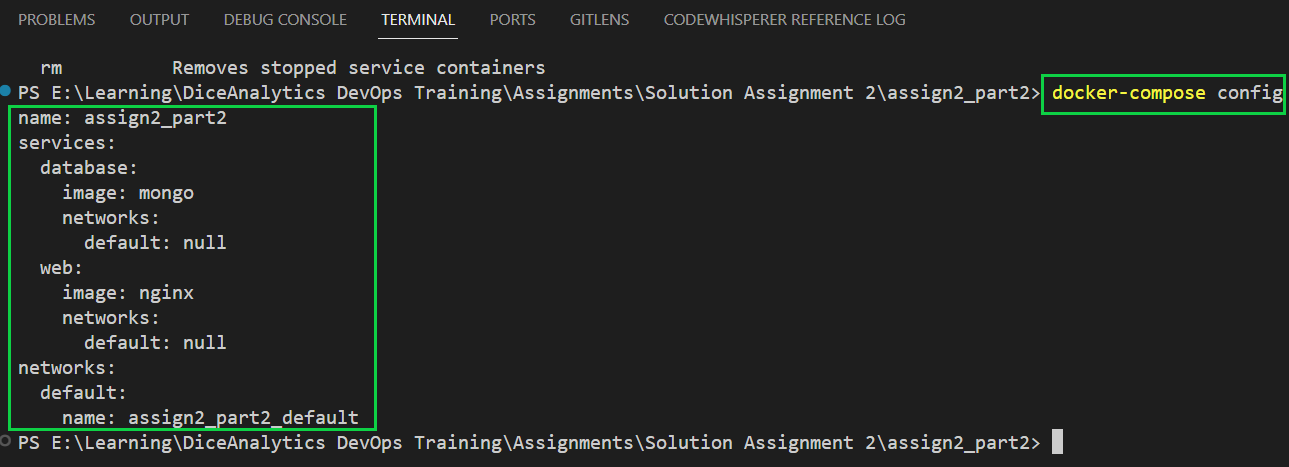 PROBLEMS OUTPUT DEBUG CONSOLE TERMINAL PORTS GITLENS CODEWHISPERER REFERENCE LOG
  rm          Removes stopped service containers
PS E:\Learning\DiceAnalytics DevOps Training\Assignments\Solution Assignment 2\assign2_part2> docker-compose config
name: assign2_part2
services:
  database:
    image: mongo
    networks:
      default: null
  web:
    image: nginx
    networks:
      default: null
networks:
  default:
    name: assign2_part2_default
PS E:\Learning\DiceAnalytics DevOps Training\Assignments\Solution Assignment 2\assign2_part2>